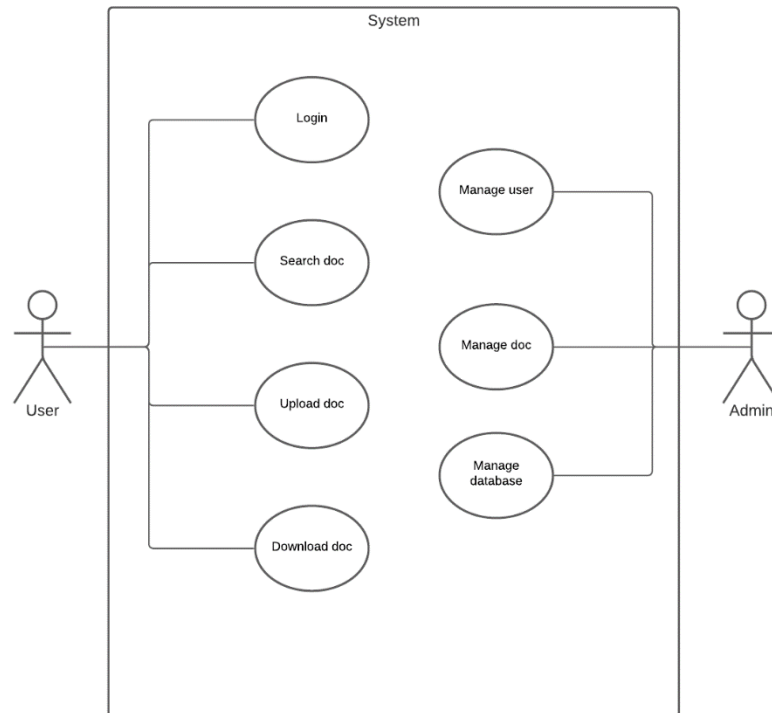 System
Login
Manage user
Search doc
Manage doc
User
Admin
Upload doc
Manage
database
Download doc